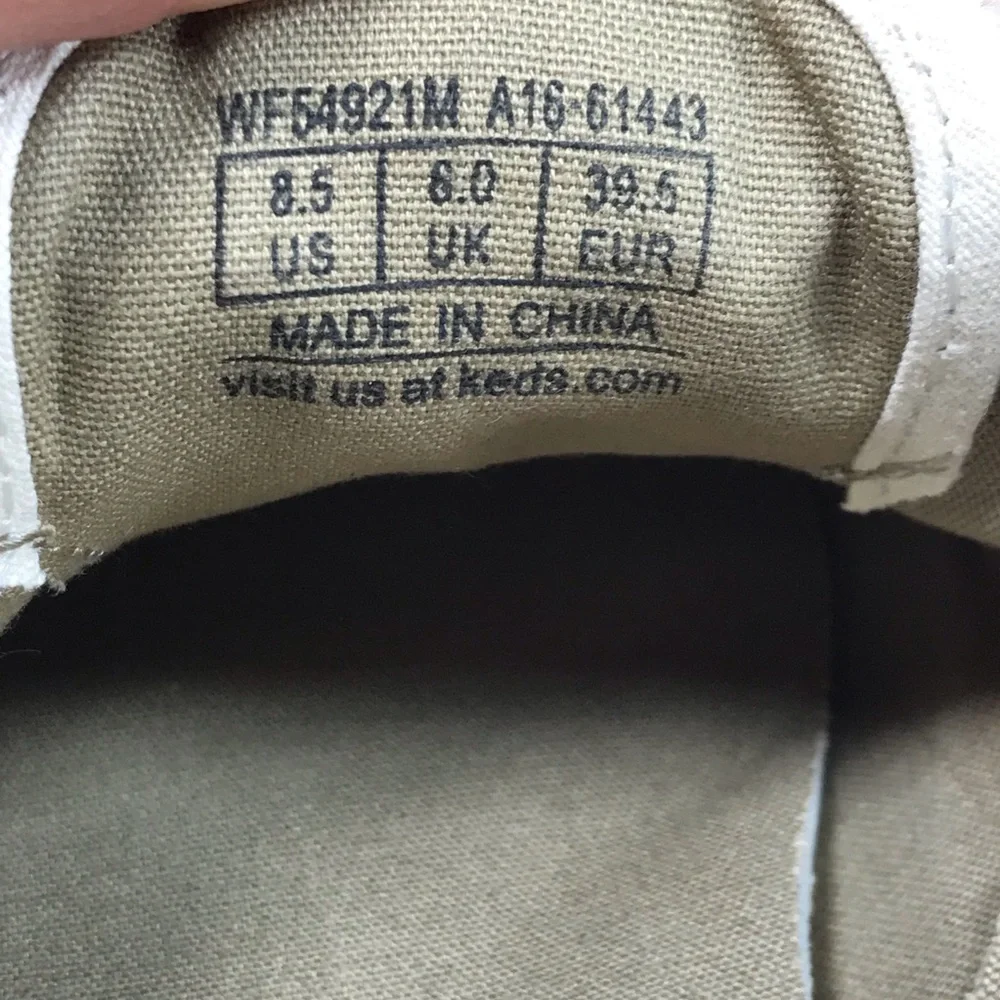 WF54921M A16-61443
8.5 6.0 39.5
US UK EUR
MADE IN CHINA
visit us at keds.com